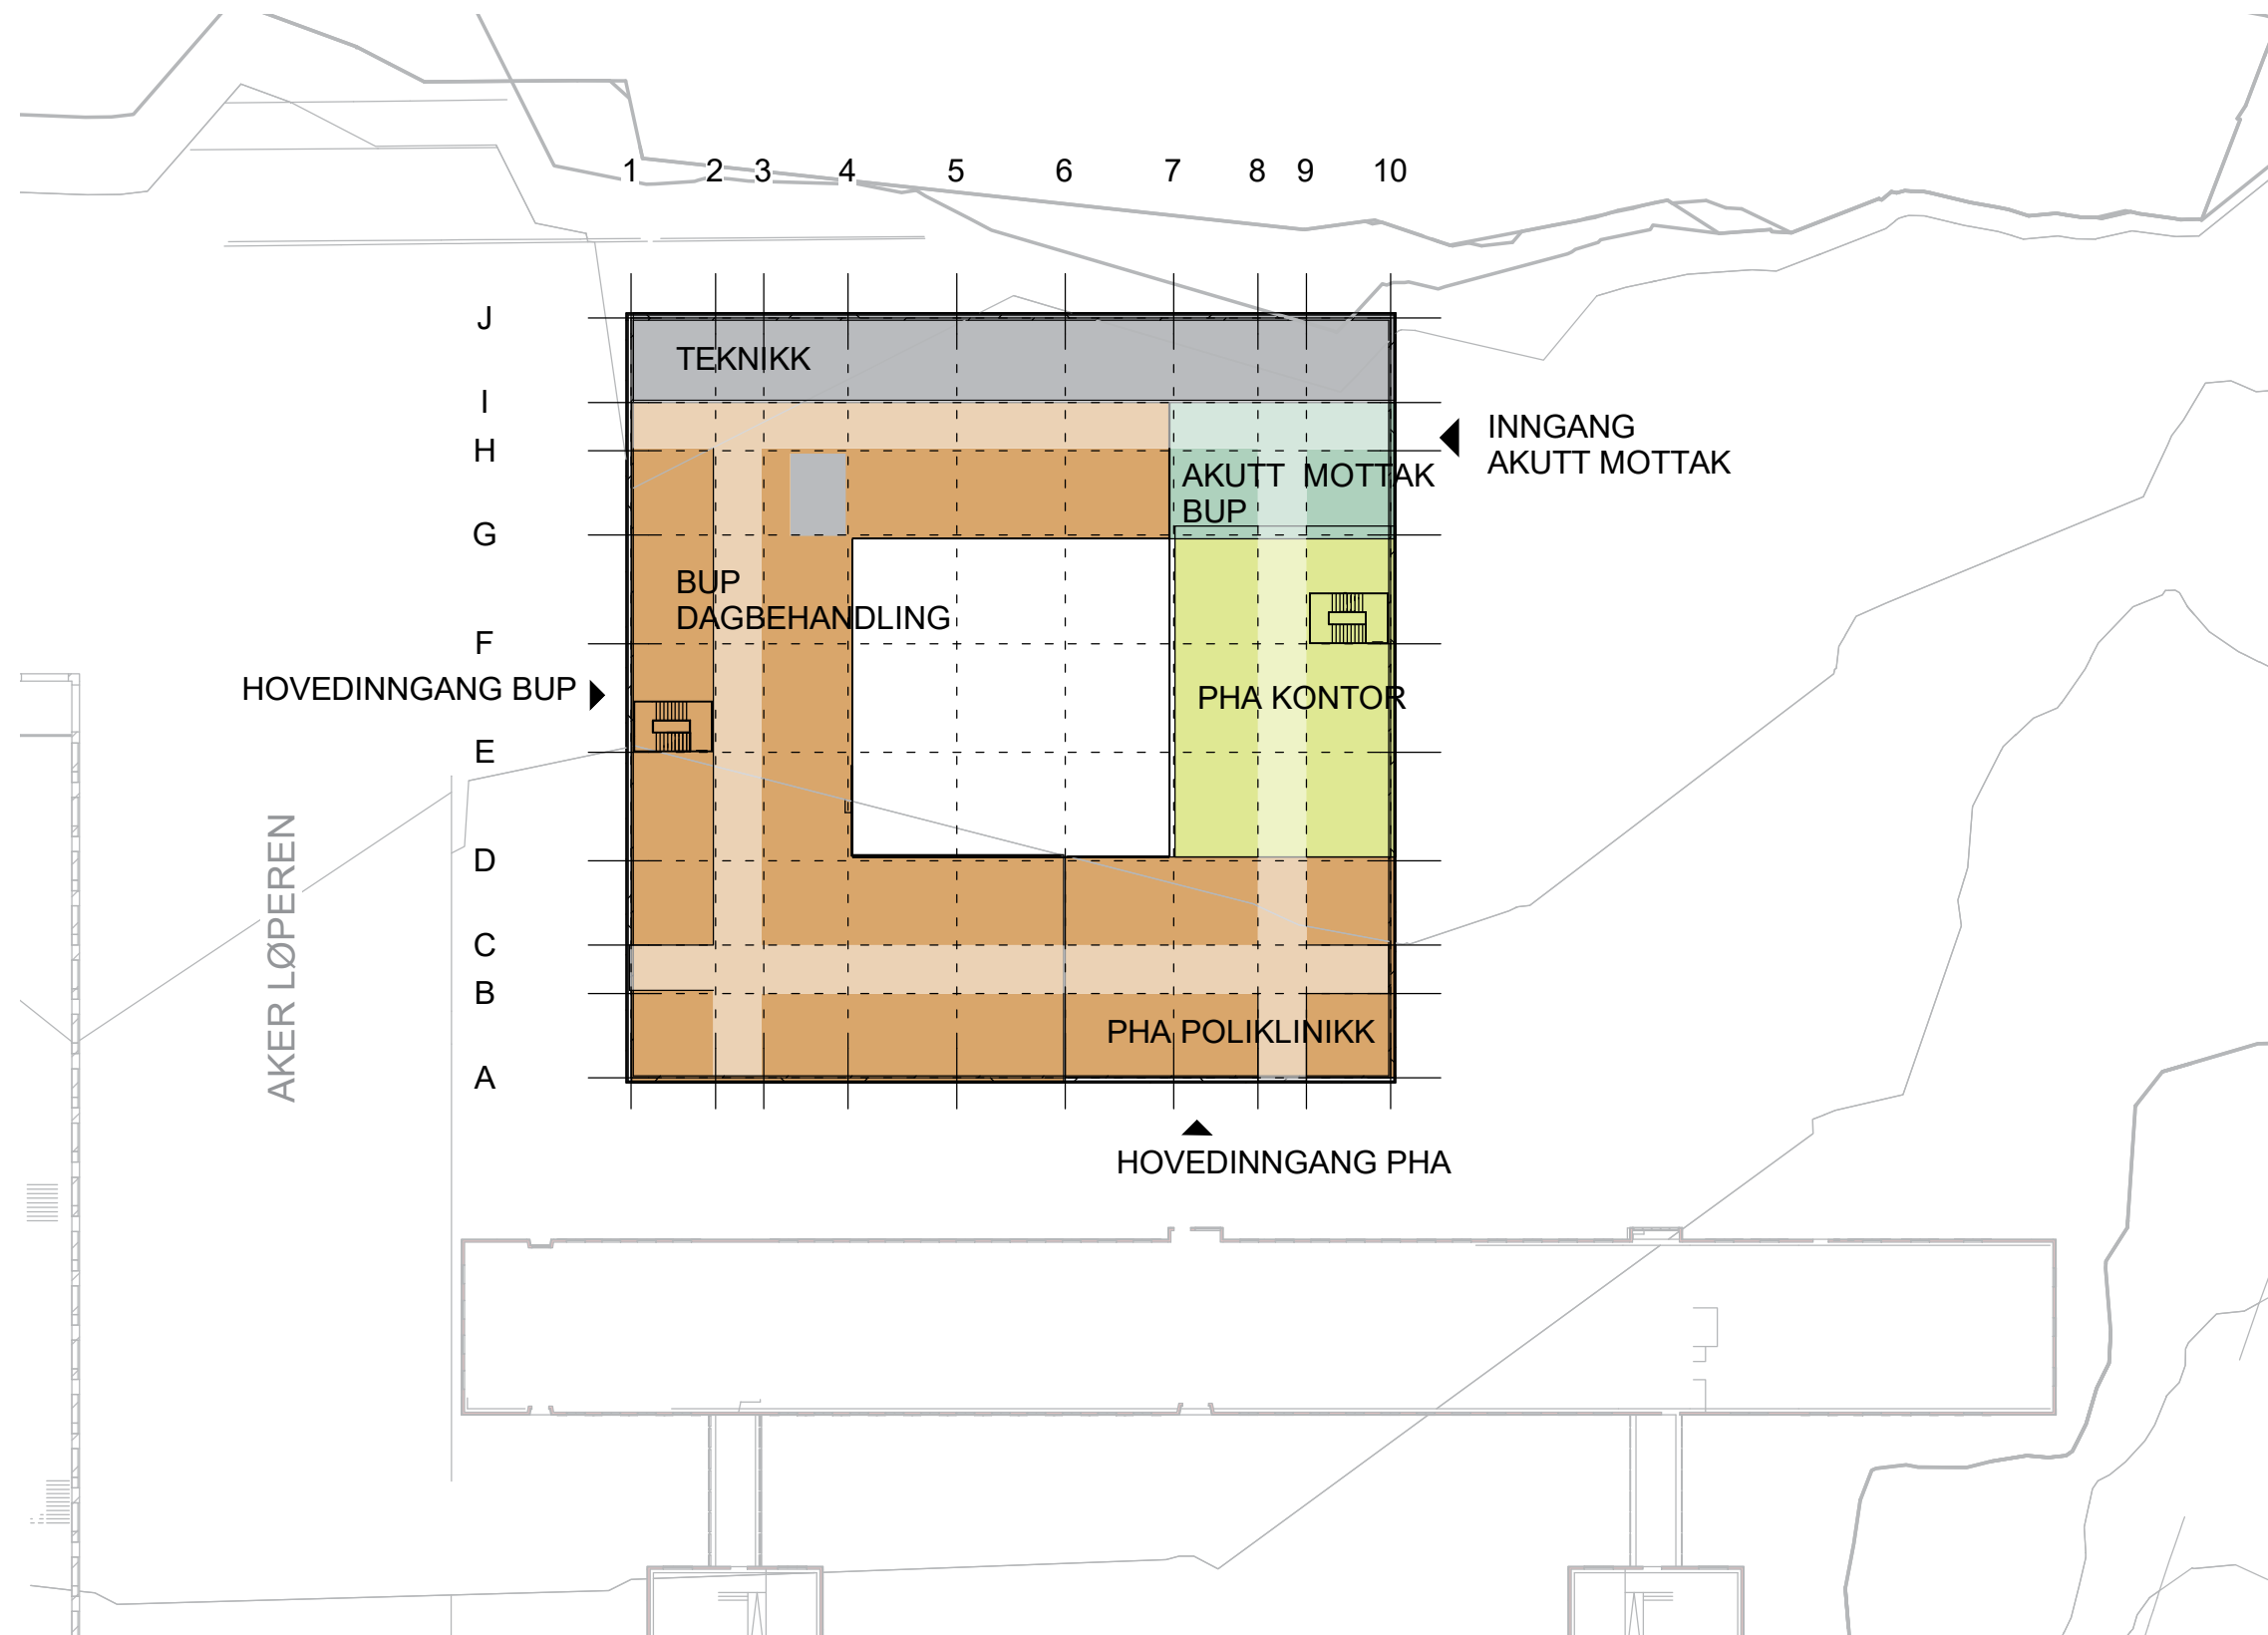 1 2 3 4 5 6 7 8 9 10
J
TEKNIKK
I
INNGANG
AKUTT MOTTAK
H
AKUTT MOTTAK
BUP
G
BUP
DAGBEHANDLING
F
HOVEDINNGANG BUP
PHA KONTOR
E
D
AKER LØPEREN
C
B
PHA POLIKLINIKK
A
HOVEDINNGANG PHA